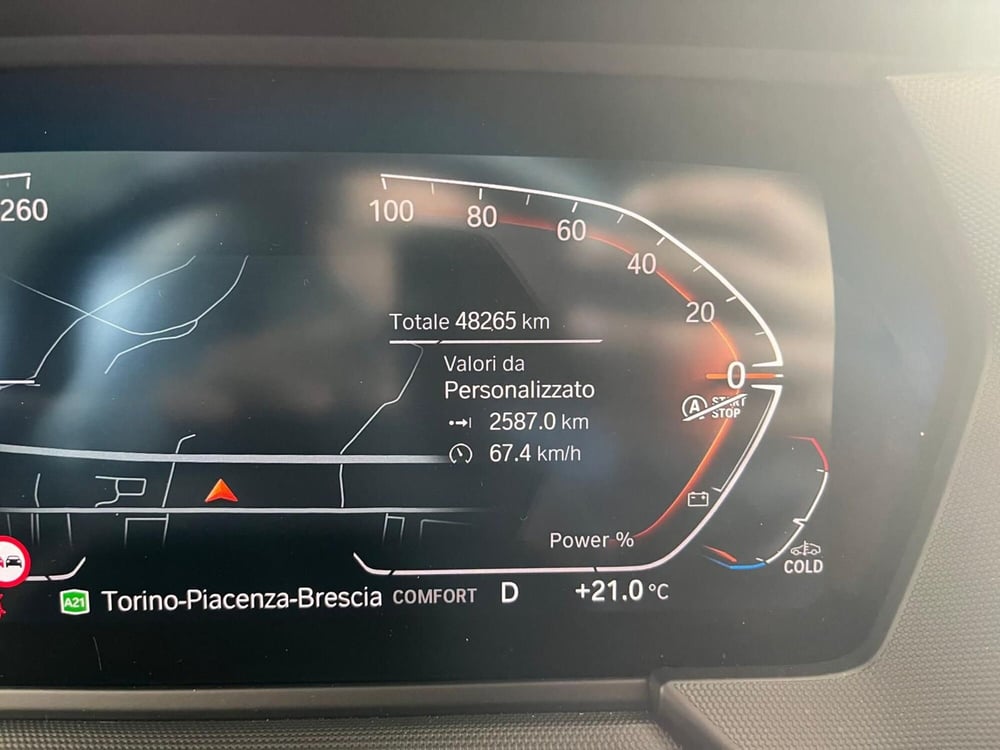 260
100
80
60
40
20
0
Totale 48265 km
Valori da
Personalizzato
2587.0 km
67.4 km/h
A START
STOP
Power %
COLD
A21 Torino-Piacenza-Brescia COMFORT D +21.0 °C